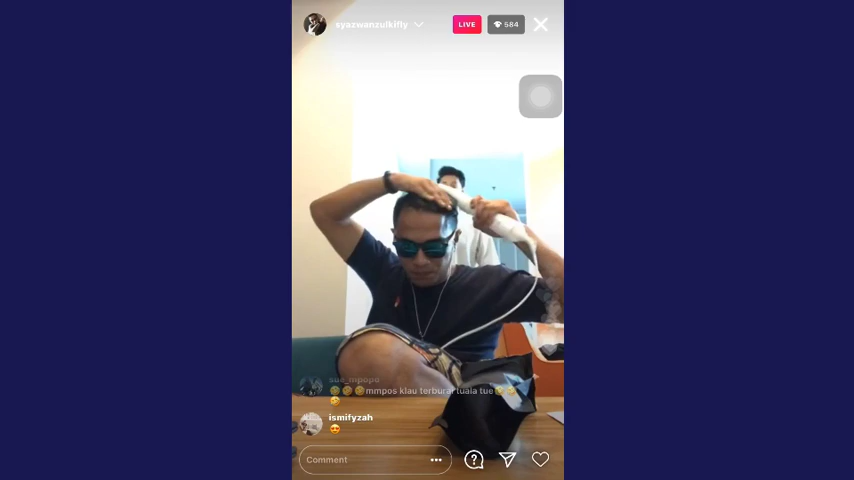 syazwanzulkifly
LIVE
584
sue_mpopo
mmpos klau terburai tuala tue
ismifyzah
Comment